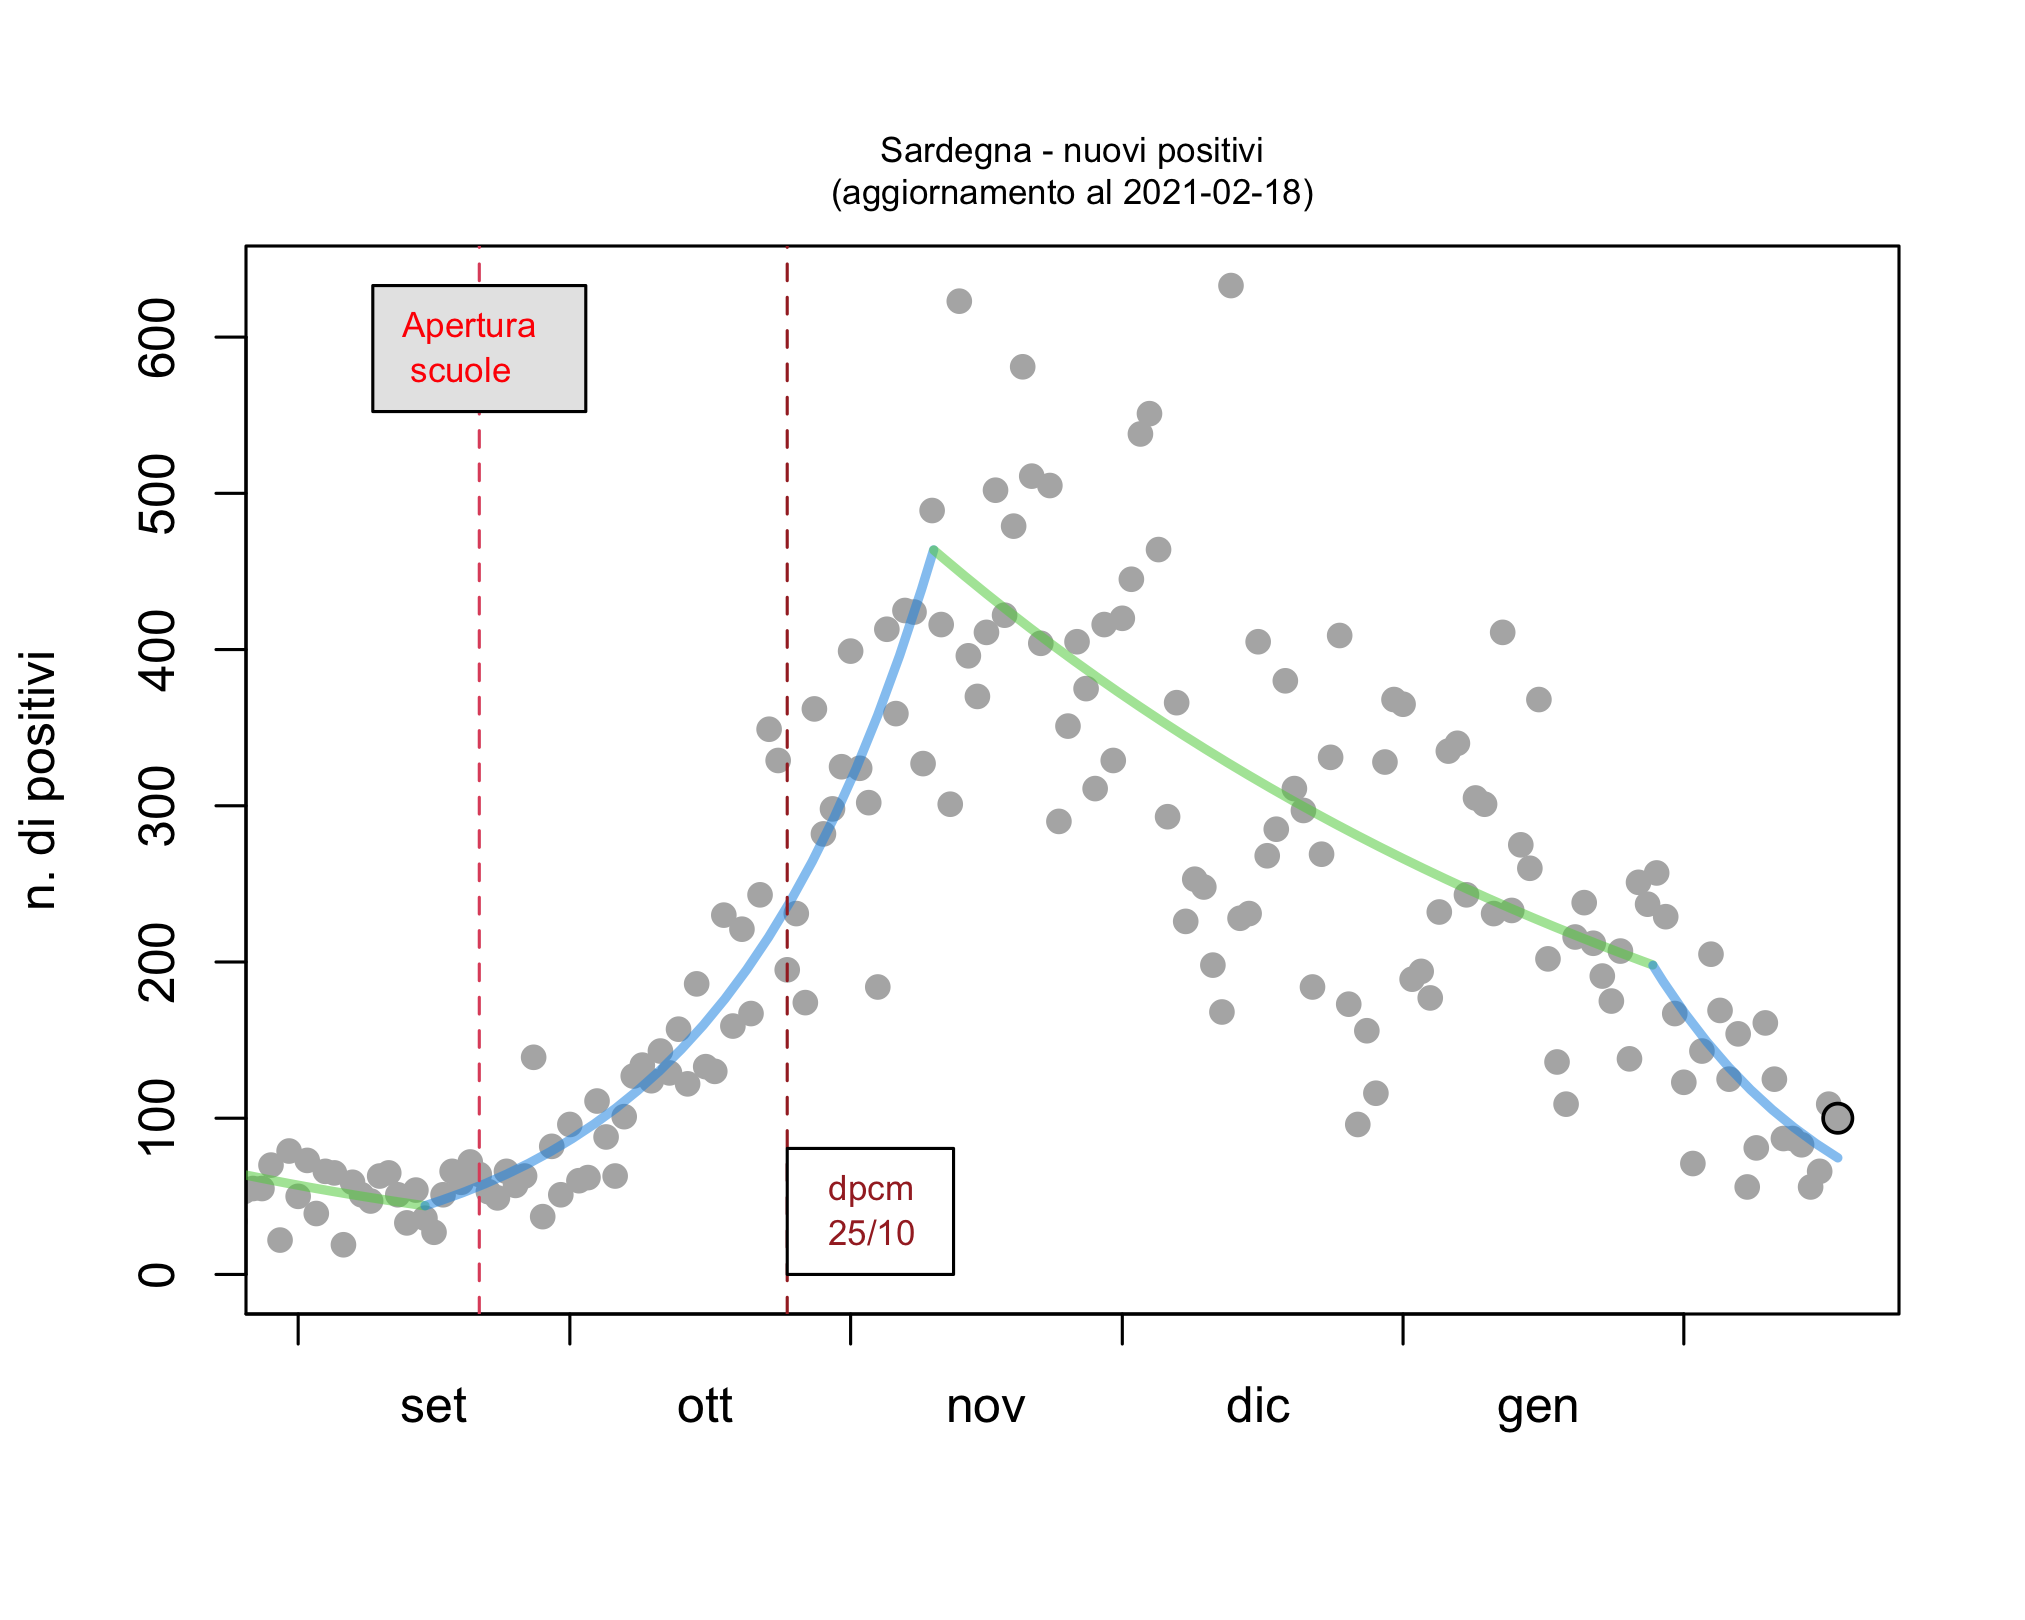 Sardegna - nuovi positivi
(aggiornamento al 2021-02-18)
Apertura
scuole
dpcm
25/10
n. di positivi
600
500
400
300
200
100
0
set ott nov dic gen